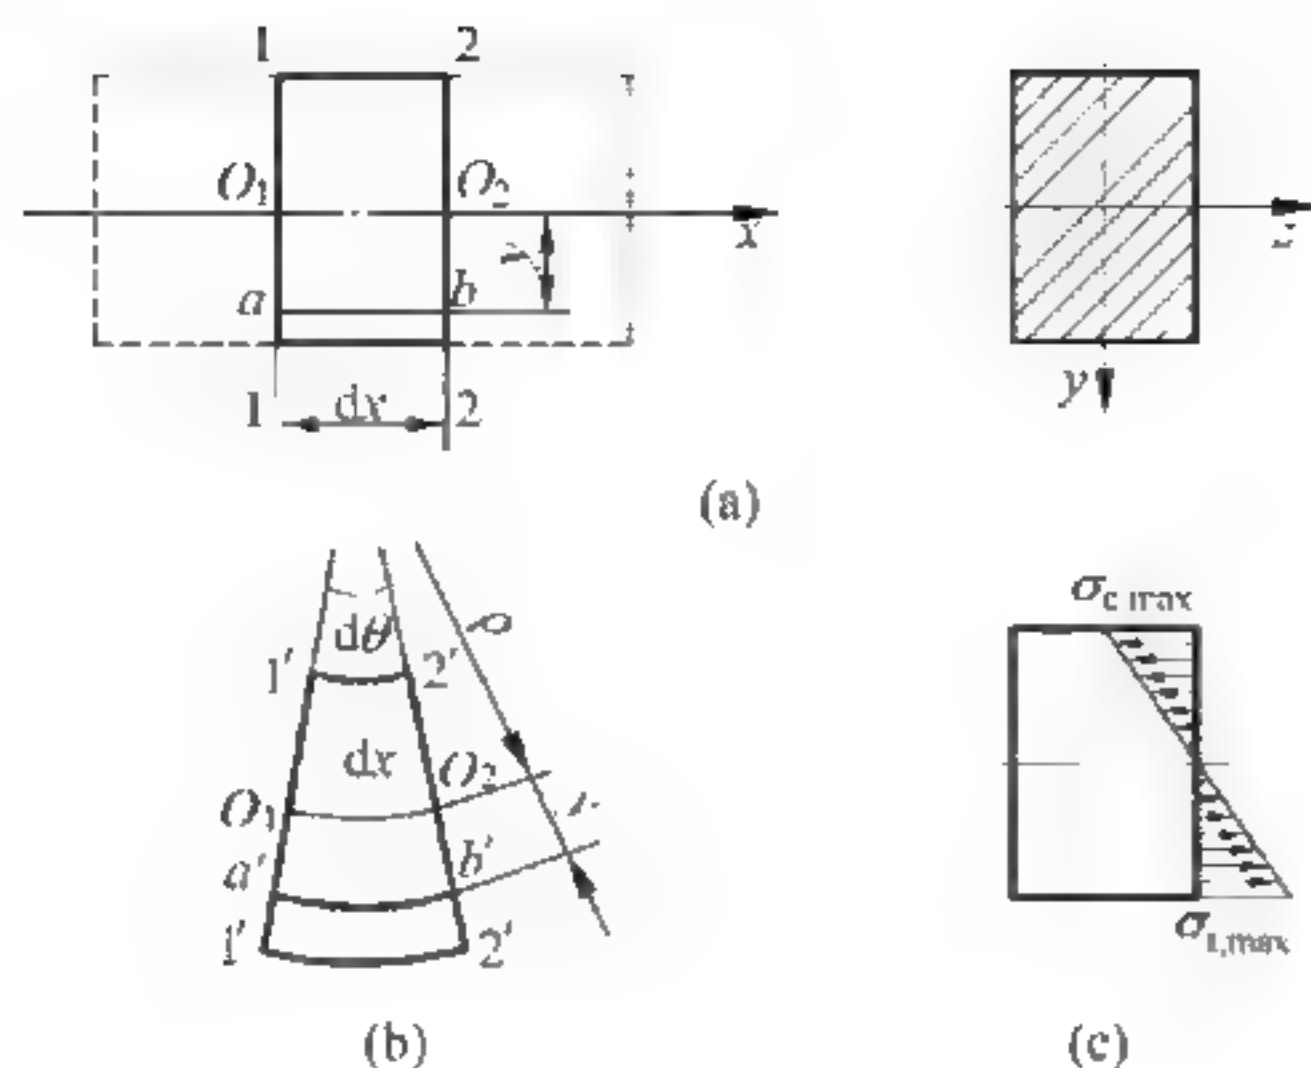 1 2
O₁ O₂
x
z
y
a b
1 dx 2
y
(a)
dθ
ρ
1′ 2′
dx
O₁ O₂
y
a′ b′
1′ 2′
(b)
σc,max
σt,max
(c)